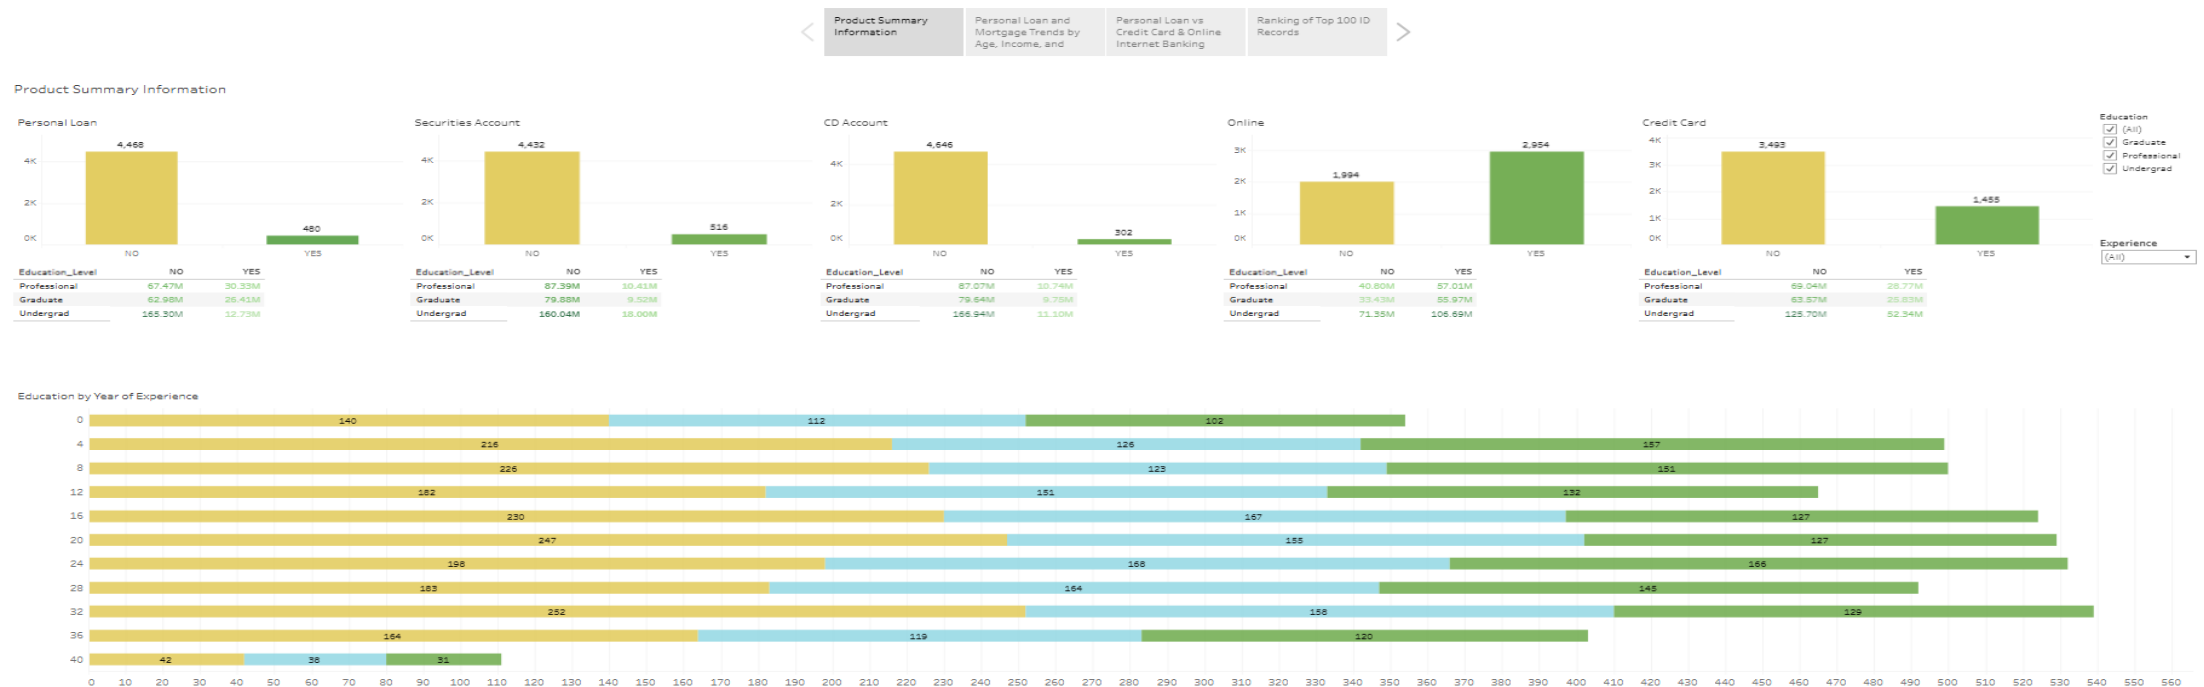 Product Summary Information
Personal Loan and Mortgage Trends by Age, Income, and
Personal Loan vs Credit Card & Online Internet Banking
Ranking of Top 100 ID Records
Product Summary Information
Personal Loan
4,468
4K
2K
480
0K
NO YES
Education_Level NO YES
Professional 67.47M 30.33M
Graduate 62.98M 26.41M
Undergrad 165.30M 12.73M
Securities Account
4,432
4K
2K
516
0K
NO YES
Education_Level NO YES
Professional 87.39M 10.41M
Graduate 79.88M 9.52M
Undergrad 160.04M 18.00M
CD Account
4,646
4K
2K
302
0K
NO YES
Education_Level NO YES
Professional 87.07M 10.74M
Graduate 79.64M 9.75M
Undergrad 166.94M 11.10M
Online
2,954
3K
1,994
2K
1K
0K
NO YES
Education_Level NO YES
Professional 40.80M 57.01M
Graduate 33.43M 55.97M
Undergrad 71.35M 106.69M
Credit Card
4K
3,493
3K
2K
1,455
1K
0K
NO YES
Education_Level NO YES
Professional 69.04M 28.77M
Graduate 63.57M 25.83M
Undergrad 125.70M 52.34M
Education
(All)
Graduate
Professional
Undergrad
Experience
(All)
Education by Year of Experience
0 140 112 102
4 216 126 157
8 226 123 151
12 182 151 132
16 230 167 127
20 247 155 127
24 198 168 166
28 183 164 145
32 252 158 129
36 164 119 120
40 42 38 31
0 10 20 30 40 50 60 70 80 90 100 110 120 130 140 150 160 170 180 190 200 210 220 230 240 250 260 270 280 290 300 310 320 330 340 350 360 370 380 390 400 410 420 430 440 450 460 470 480 490 500 510 520 530 540 550 560